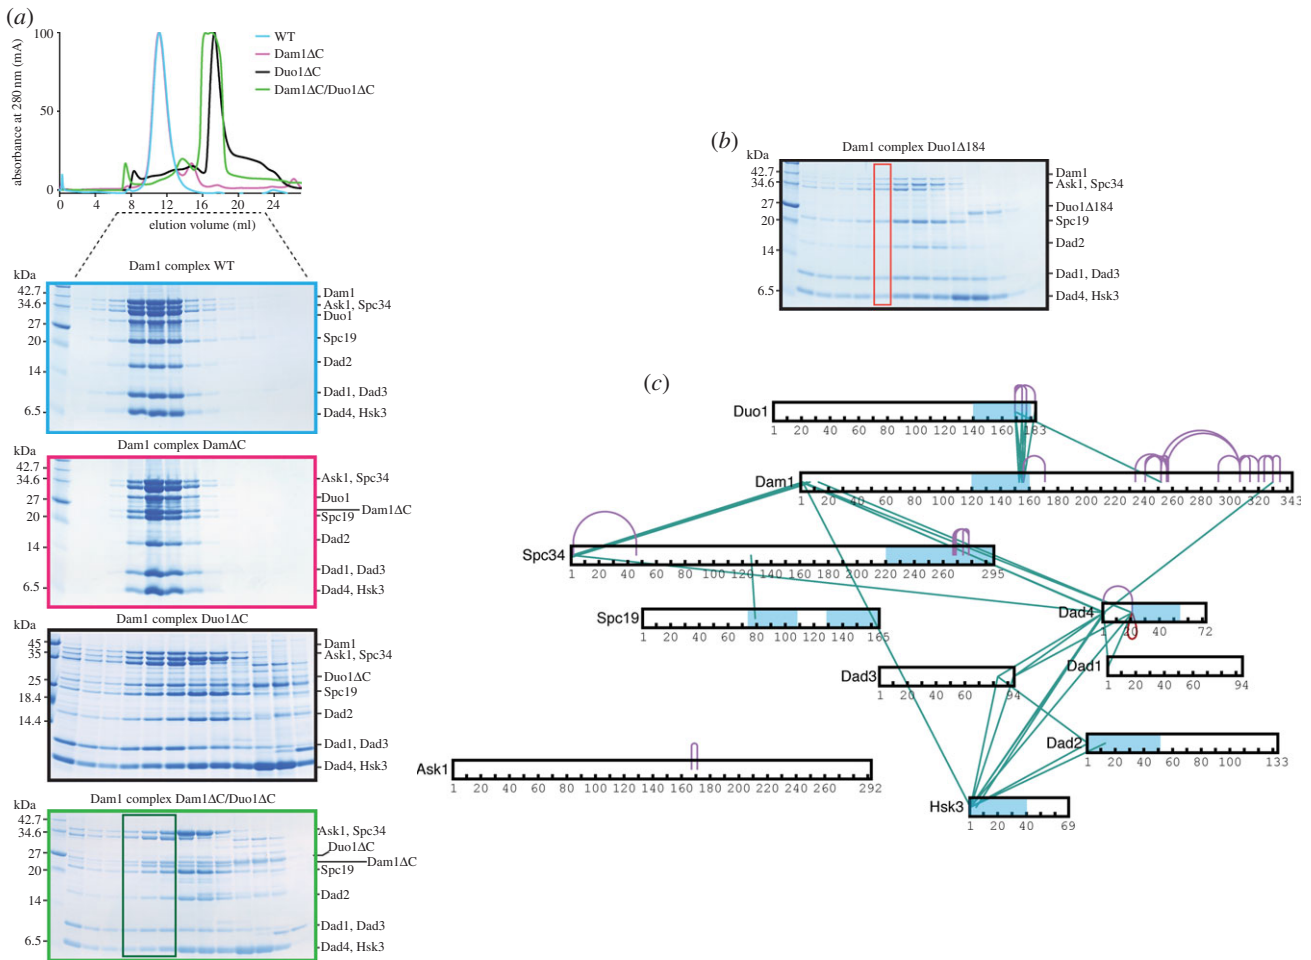 (a)
absorbance at 280 nm (mA)
100
50
0
0 4 8 12 16 20 24
elution volume (ml)
WT
Dam1ΔC
Duo1ΔC
Dam1ΔC/Duo1ΔC
Dam1 complex WT
kDa
42.7
34.6
27
20
14
6.5
Dam1
Ask1, Spc34
Duo1
Spc19
Dad2
Dad1, Dad3
Dad4, Hsk3
Dam1 complex DamΔC
kDa
42.7
34.6
27
20
14
6.5
Ask1, Spc34
Duo1
Dam1ΔC
Spc19
Dad2
Dad1, Dad3
Dad4, Hsk3
Dam1 complex Duo1ΔC
kDa
45
35
25
18.4
14.4
Dam1
Ask1, Spc34
Duo1ΔC
Spc19
Dad2
Dad1, Dad3
Dad4, Hsk3
Dam1 complex Dam1ΔC/Duo1ΔC
kDa
42.7
34.6
27
20
14
6.5
Ask1, Spc34
Duo1ΔC
Dam1ΔC
Spc19
Dad2
Dad1, Dad3
Dad4, Hsk3
(b)
Dam1 complex Duo1Δ184
kDa
42.7
34.6
27
20
14
6.5
Dam1
Ask1, Spc34
Duo1Δ184
Spc19
Dad2
Dad1, Dad3
Dad4, Hsk3
(c)
Duo1
1 20 40 60 80 100 120 140 160 183
Dam1
1 20 40 60 80 100 120 140 160 180 200 220 240 260 280 300 320 343
Spc34
1 20 40 60 80 100 120 140 160 180 200 220 240 260 295
Spc19
1 20 40 60 80 100 120 140 165
Dad4
1 20 40 72
Dad1
1 20 40 60 94
Dad3
1 20 40 60 94
Dad2
1 20 40 60 80 100 133
Ask1
1 20 40 60 80 100 120 140 160 180 200 220 240 260 292
Hsk3
1 20 40 69